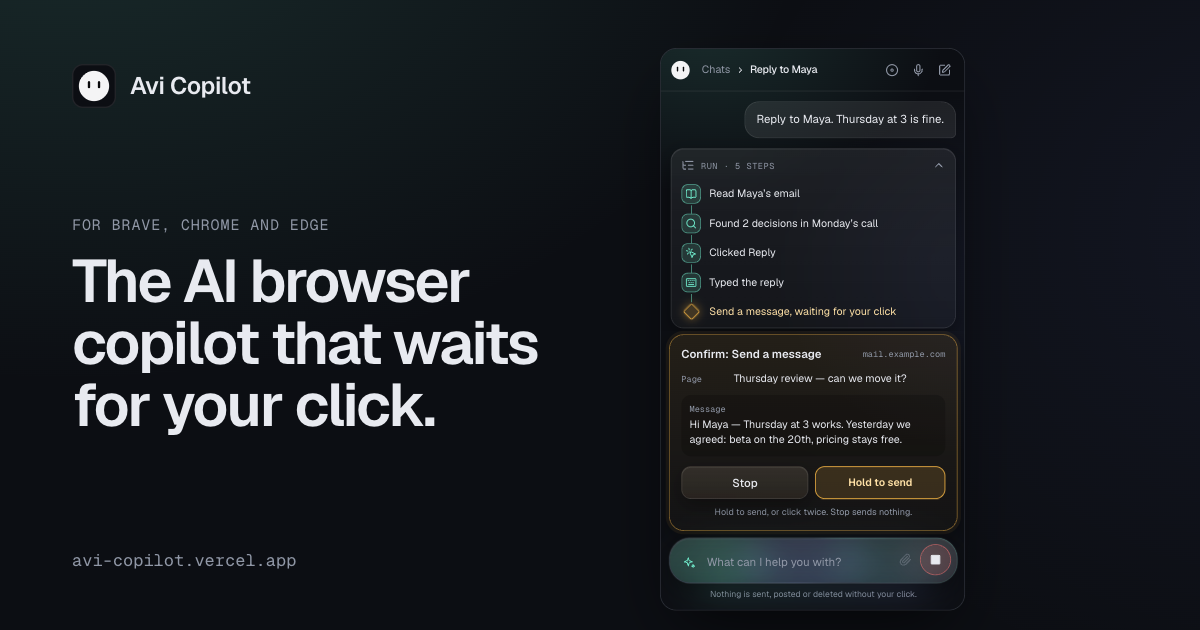 Avi Copilot
FOR BRAVE, CHROME AND EDGE
The AI browser
copilot that waits
for your click.
avi-copilot.vercel.app
Chats › Reply to Maya
Reply to Maya. Thursday at 3 is fine.
RUN · 5 STEPS
Read Maya's email
Found 2 decisions in Monday's call
Clicked Reply
Typed the reply
Send a message, waiting for your click
Confirm: Send a message mail.example.com
Page Thursday review — can we move it?
Message
Hi Maya — Thursday at 3 works. Yesterday we
agreed: beta on the 20th, pricing stays free.
Stop Hold to send
Hold to send, or click twice. Stop sends nothing.
What can I help you with?
Nothing is sent, posted or deleted without your click.